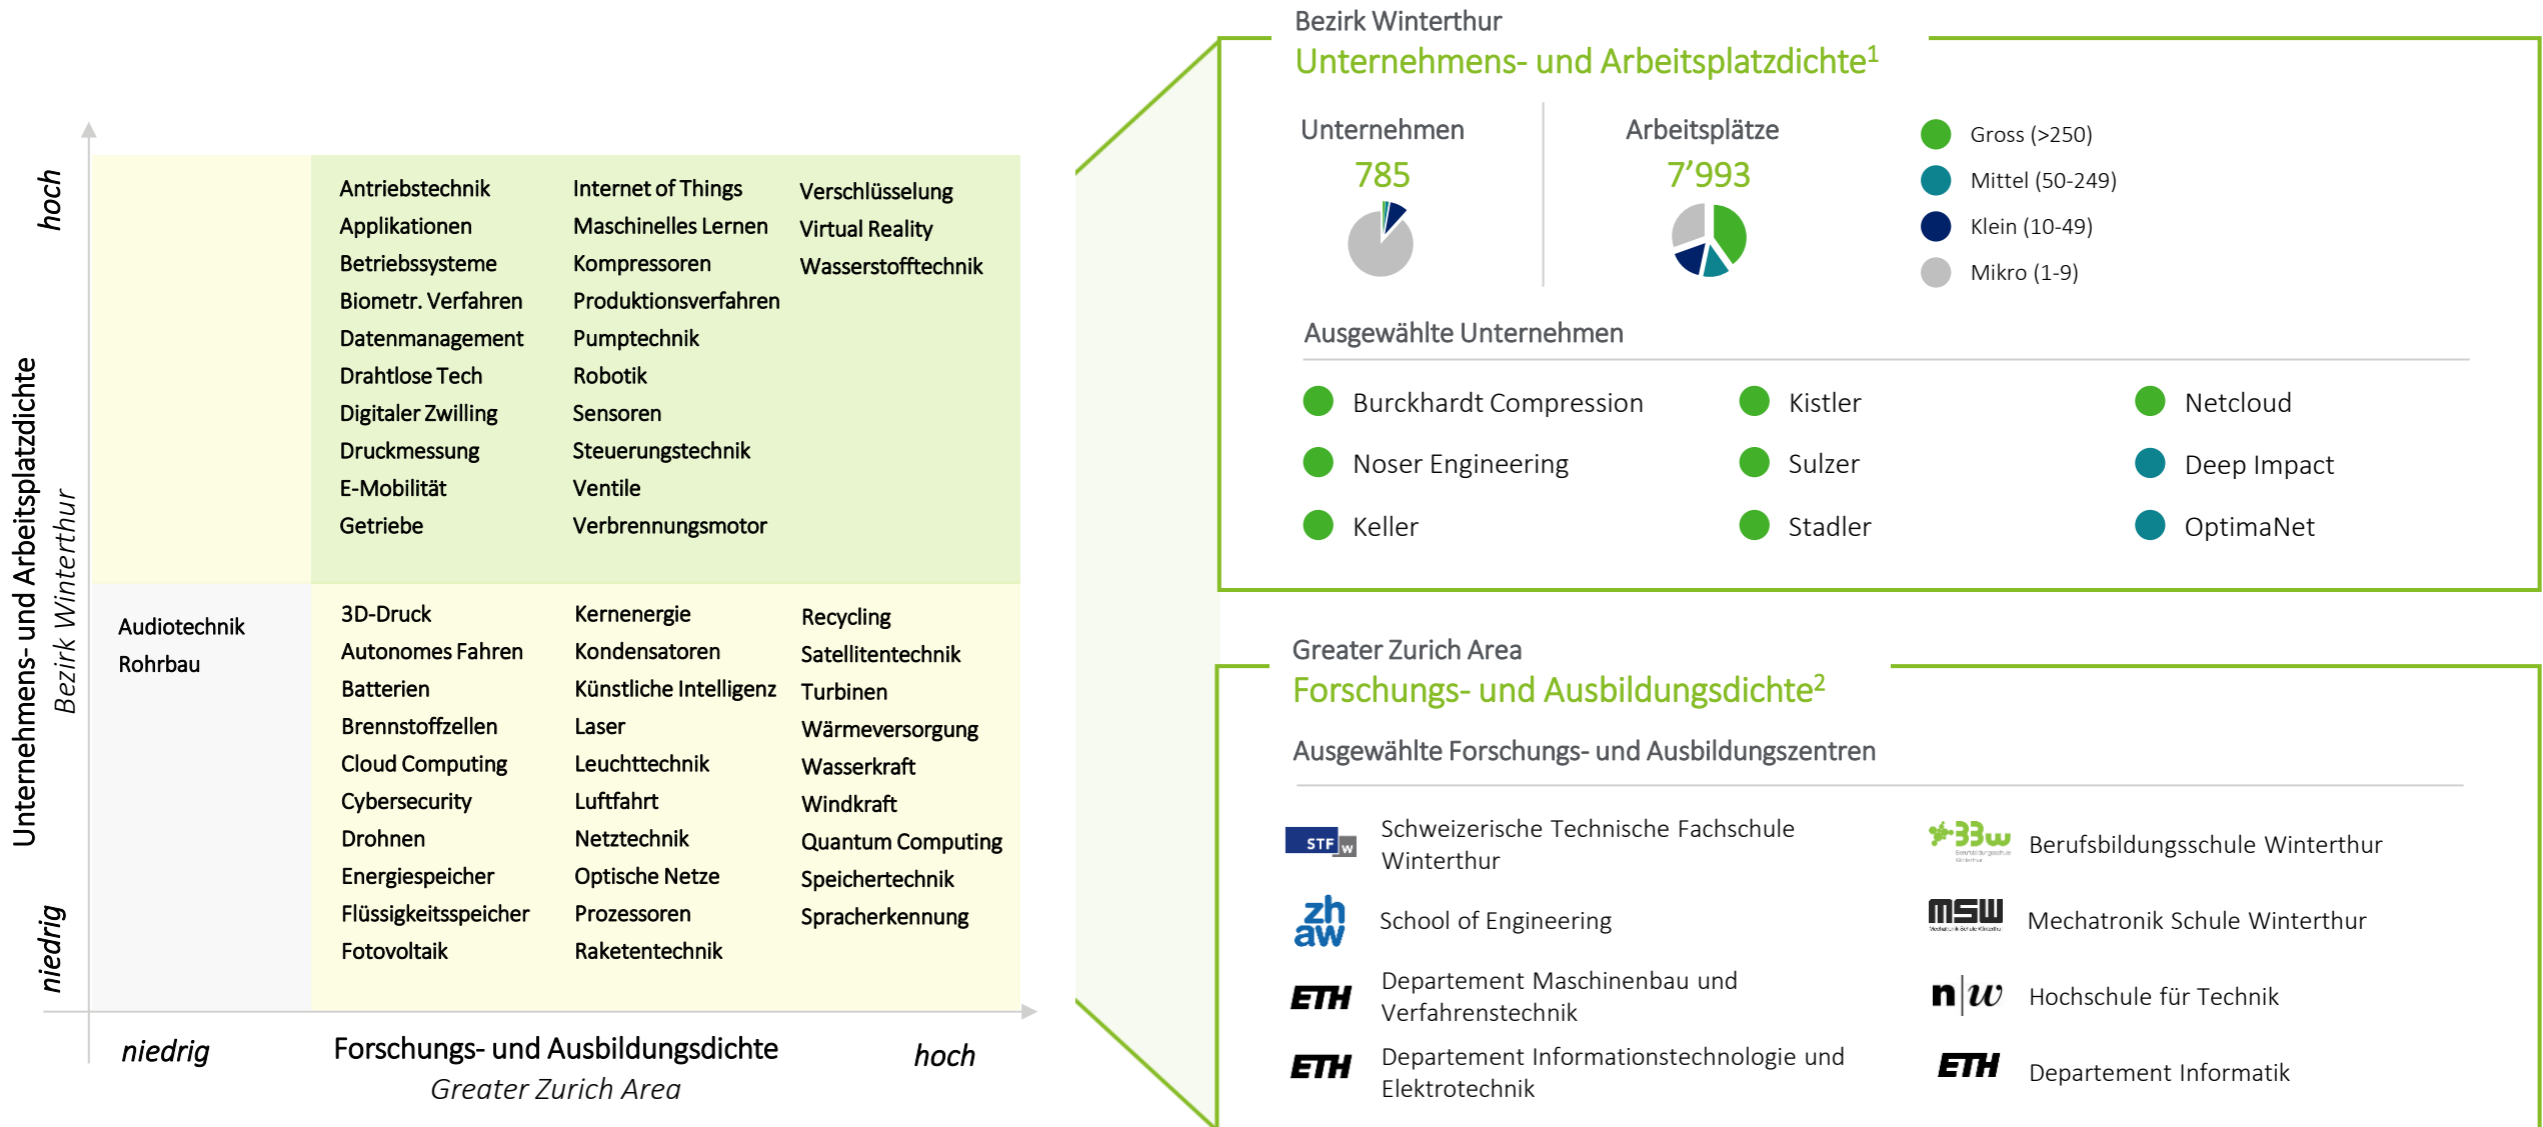 Unternehmens- und Arbeitsplatzdichte
Bezirk Winterthur
hoch
niedrig
Antriebstechnik
Applikationen
Betriebssysteme
Biometr. Verfahren
Datenmanagement
Drahtlose Tech
Digitaler Zwilling
Druckmessung
E-Mobilität
Getriebe
Internet of Things
Maschinelles Lernen
Kompressoren
Produktionsverfahren
Pumptechnik
Robotik
Sensoren
Steuerungstechnik
Ventile
Verbrennungsmotor
Verschlüsselung
Virtual Reality
Wasserstofftechnik
Audiotechnik
Rohrbau
3D-Druck
Autonomes Fahren
Batterien
Brennstoffzellen
Cloud Computing
Cybersecurity
Drohnen
Energiespeicher
Flüssigkeitsspeicher
Fotovoltaik
Kernenergie
Kondensatoren
Künstliche Intelligenz
Laser
Leuchttechnik
Luftfahrt
Netztechnik
Optische Netze
Prozessoren
Raketentechnik
Recycling
Satellitentechnik
Turbinen
Wärmeversorgung
Wasserkraft
Windkraft
Quantum Computing
Speichertechnik
Spracherkennung
niedrig
Forschungs- und Ausbildungsdichte
hoch
Greater Zurich Area
Bezirk Winterthur
Unternehmens- und Arbeitsplatzdichte¹
Unternehmen
785
Arbeitsplätze
7’993
Gross (>250)
Mittel (50-249)
Klein (10-49)
Mikro (1-9)
Ausgewählte Unternehmen
Burckhardt Compression
Kistler
Netcloud
Noser Engineering
Sulzer
Deep Impact
Keller
Stadler
OptimaNet
Greater Zurich Area
Forschungs- und Ausbildungsdichte²
Ausgewählte Forschungs- und Ausbildungszentren
STF W
Schweizerische Technische Fachschule
Winterthur
Berufsbildungsschule
Winterthur
Berufsbildungsschule Winterthur
zh
aw
School of Engineering
MSW
Mechatronik Schule Winterthur
Mechatronik Schule Winterthur
ETH
Departement Maschinenbau und
Verfahrenstechnik
n|w
Hochschule für Technik
ETH
Departement Informationstechnologie und
Elektrotechnik
ETH
Departement Informatik